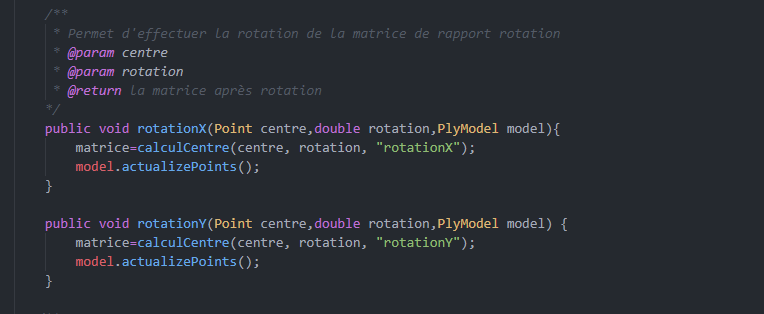 /**
 * Permet d'effectuer la rotation de la matrice de rapport rotation
 * @param centre
 * @param rotation
 * @return la matrice après rotation
*/
public void rotationX(Point centre,double rotation,PlyModel model){
    matrice=calculCentre(centre, rotation, "rotationX");
    model.actualizePoints();
}

public void rotationY(Point centre,double rotation,PlyModel model) {
    matrice=calculCentre(centre, rotation, "rotationY");
    model.actualizePoints();
}